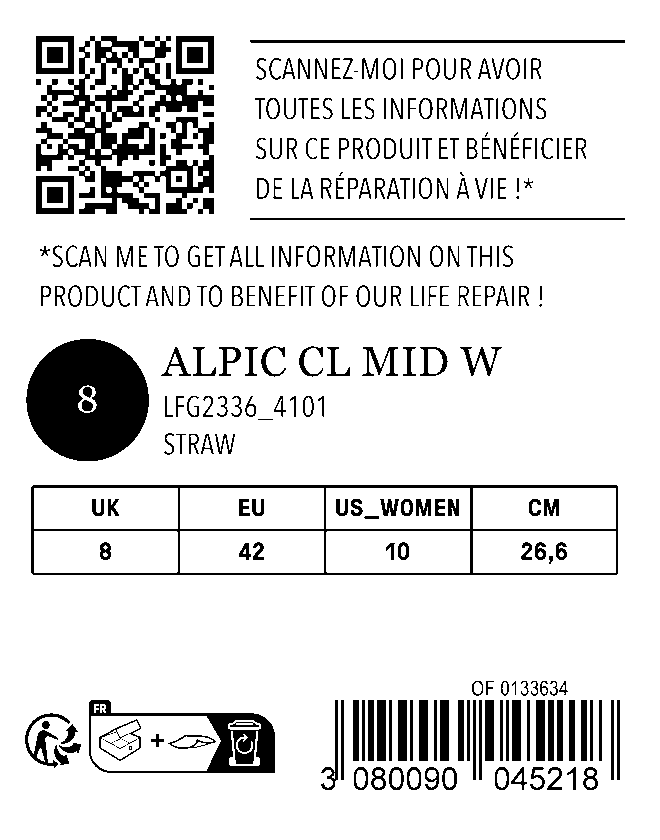 SCANNEZ-MOI POUR AVOIR
TOUTES LES INFORMATIONS
SUR CE PRODUIT ET BÉNÉFICIER
DE LA RÉPARATION À VIE !*
*SCAN ME TO GET ALL INFORMATION ON THIS
PRODUCT AND TO BENEFIT OF OUR LIFE REPAIR !
8
ALPIC CL MID W
LFG2336_4101
STRAW
UK EU US_WOMEN CM
8 42 10 26,6
OF 0133634
FR
3 080090 045218